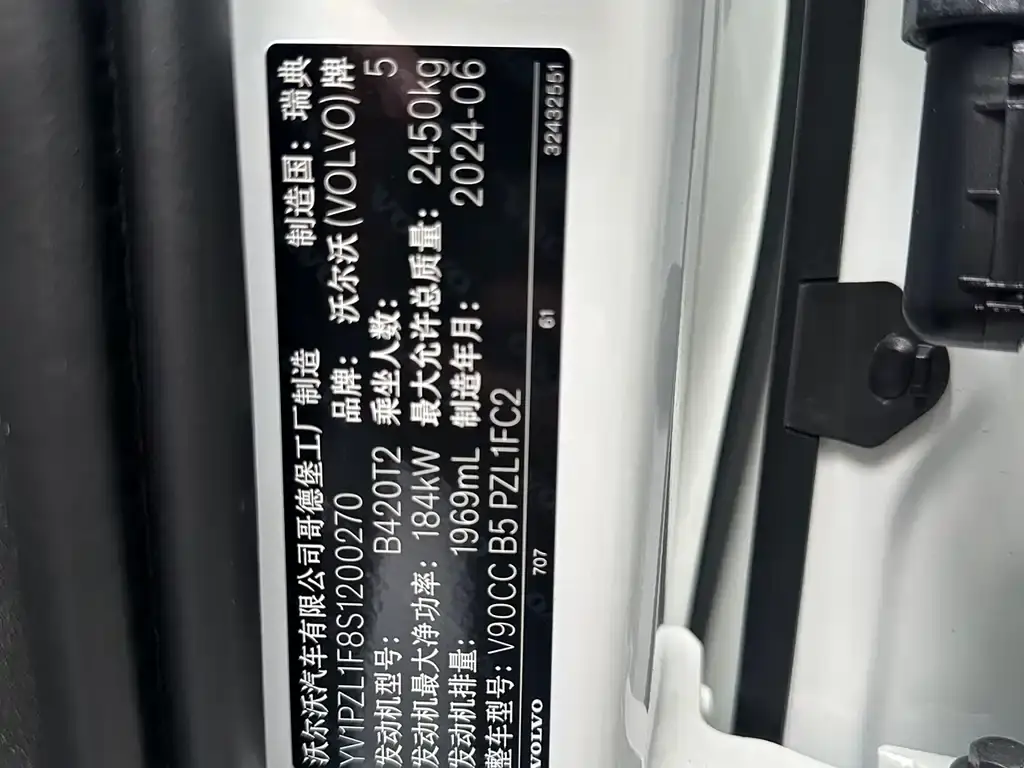 沃尔沃汽车有限公司哥德堡工厂制造 制造国：瑞典
YV1PZL1F8S1200270 品牌：沃尔沃(VOLVO)牌
发动机型号：B420T2 乘坐人数：5
发动机最大净功率：184kW 最大允许总质量：2450kg
发动机排量：1969mL 制造年月：2024-06
整车型号：V90CC B5 PZL1FC2
VOLVO 707 61 32432551